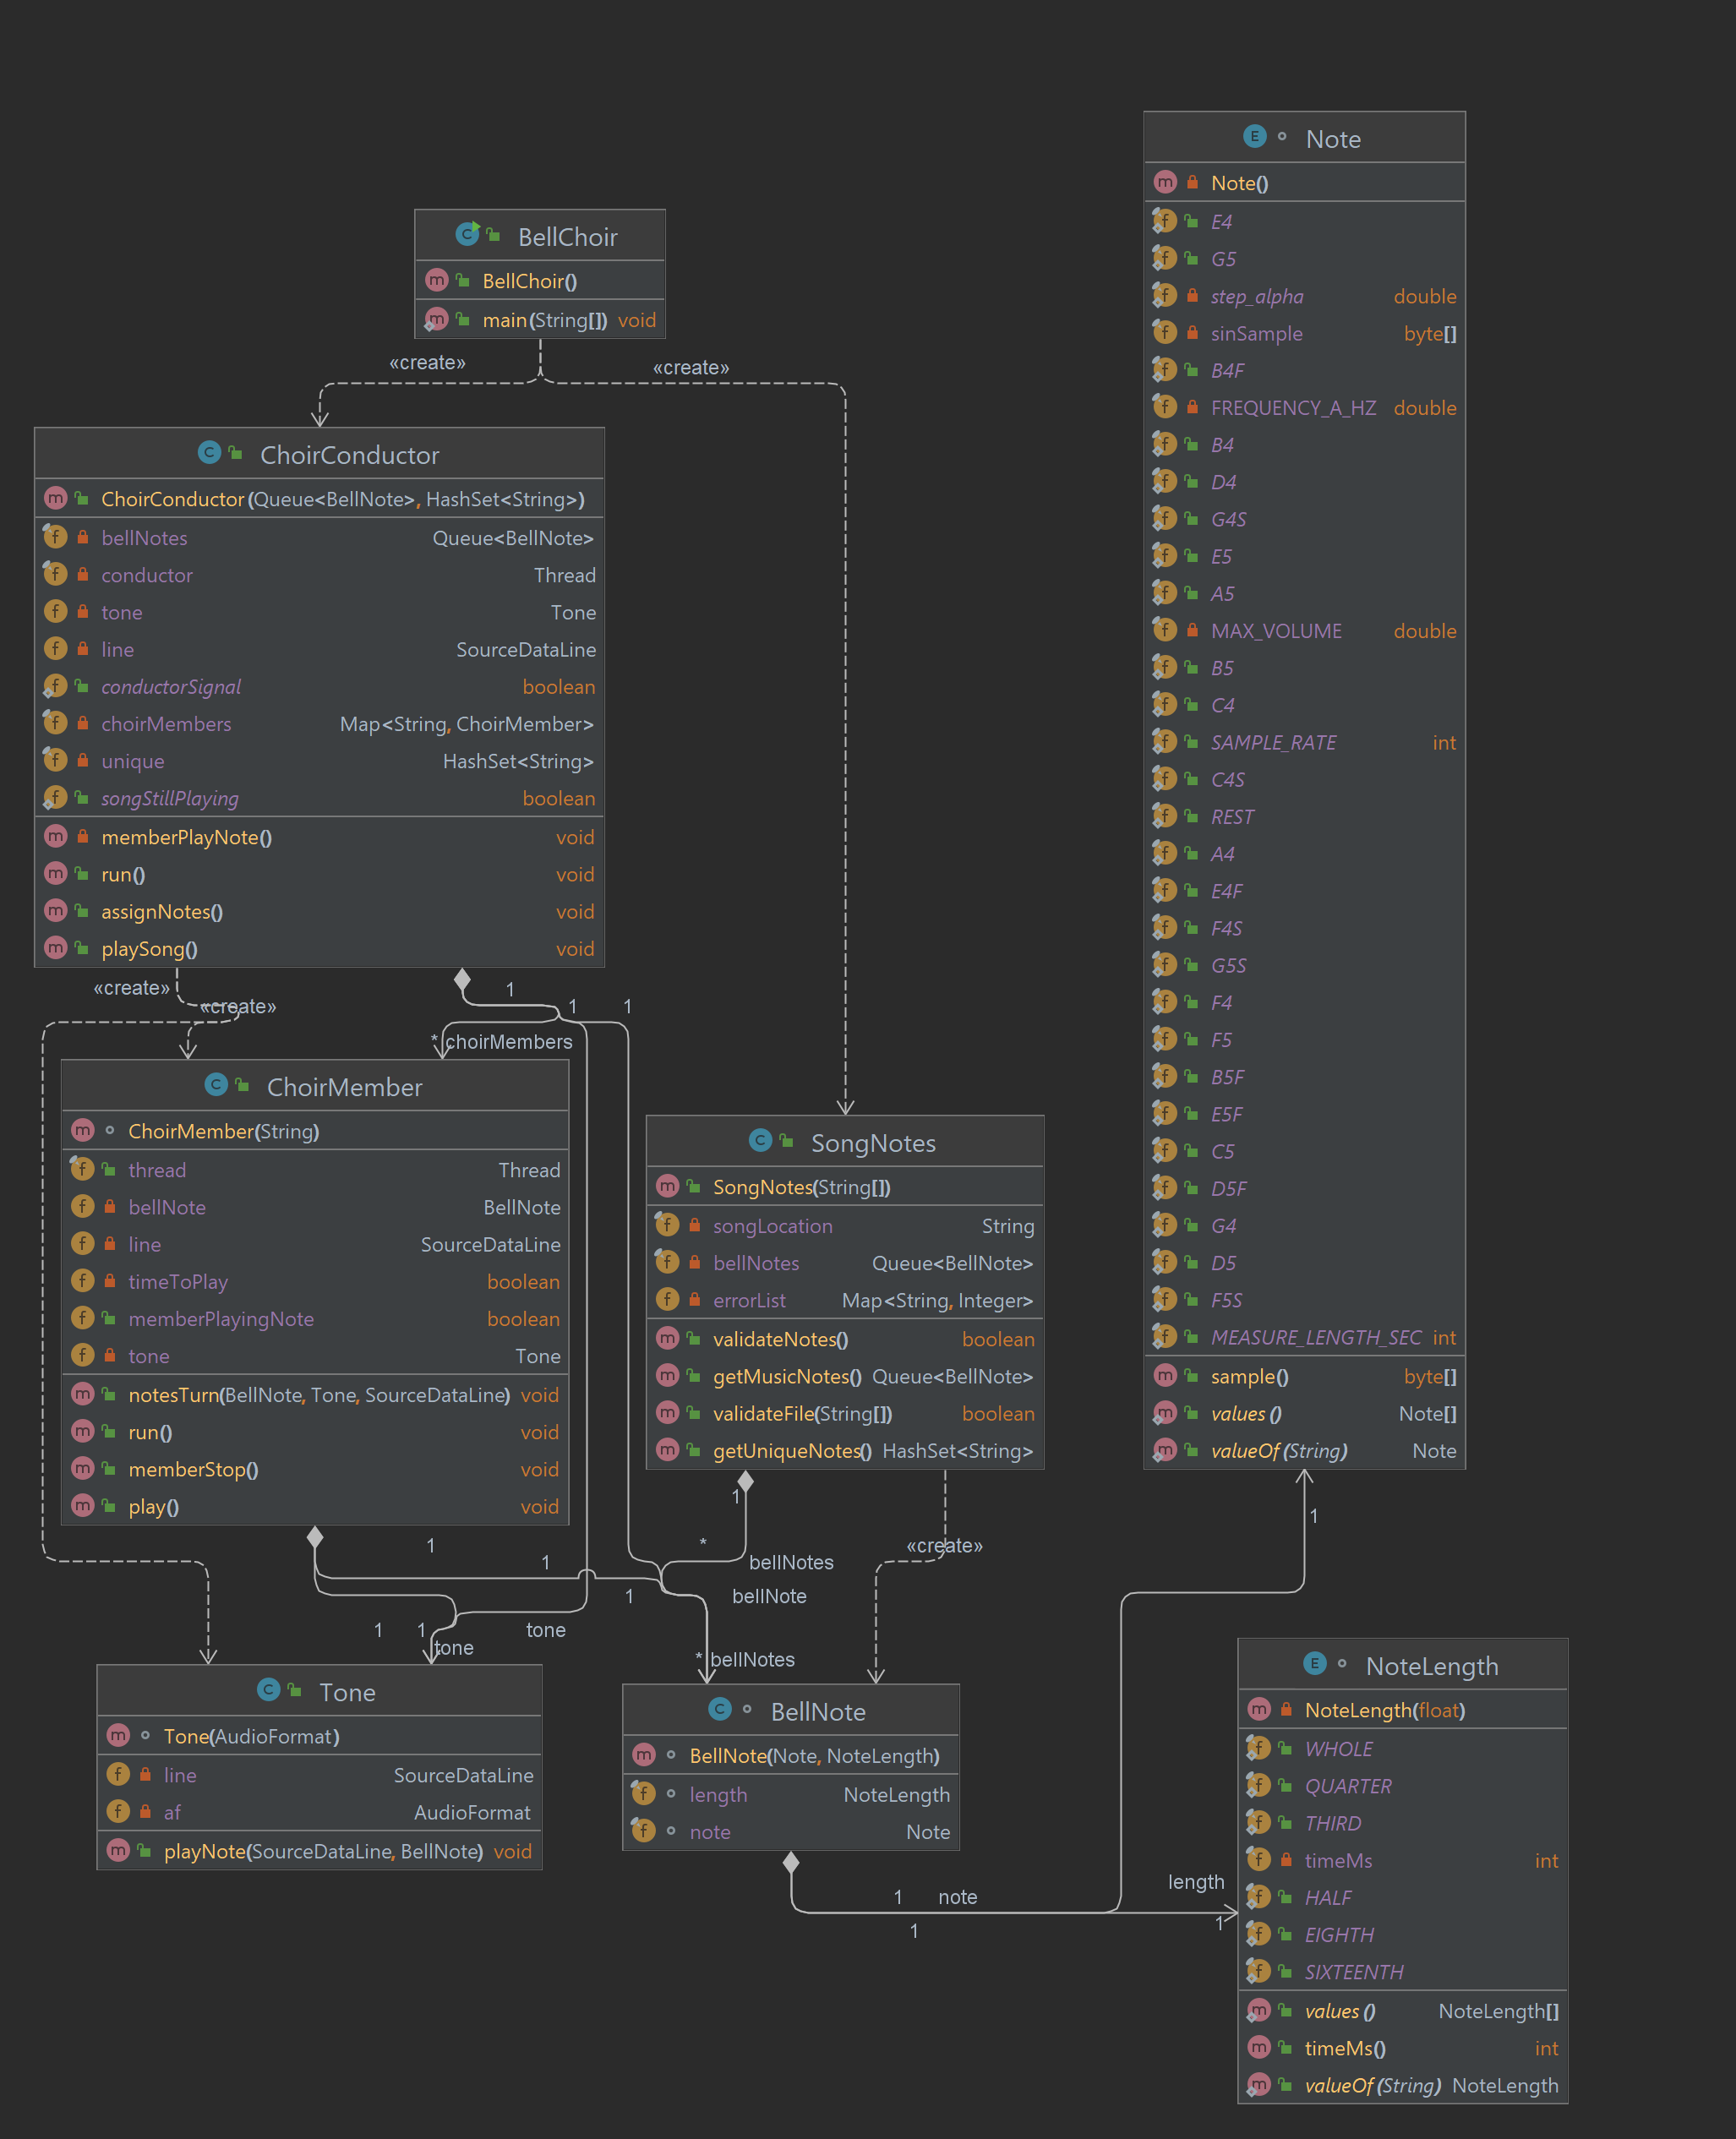 BellChoir
BellChoir()
main(String[]) void
«create»
«create»
ChoirConductor
ChoirConductor(Queue<BellNote>, HashSet<String>)
bellNotes Queue<BellNote>
conductor Thread
tone Tone
line SourceDataLine
conductorSignal boolean
choirMembers Map<String, ChoirMember>
unique HashSet<String>
songStillPlaying boolean
memberPlayNote() void
run() void
assignNotes() void
playSong() void
«create»
«create»
1
1
1
* choirMembers
ChoirMember
ChoirMember(String)
thread Thread
bellNote BellNote
line SourceDataLine
timeToPlay boolean
memberPlayingNote boolean
tone Tone
notesTurn(BellNote, Tone, SourceDataLine) void
run() void
memberStop() void
play() void
SongNotes
SongNotes(String[])
songLocation String
bellNotes Queue<BellNote>
errorList Map<String, Integer>
validateNotes() boolean
getMusicNotes() Queue<BellNote>
validateFile(String[]) boolean
getUniqueNotes() HashSet<String>
1
*
bellNotes
«create»
1
1
1
bellNote
1
1
tone
tone
* bellNotes
Tone
Tone(AudioFormat)
line SourceDataLine
af AudioFormat
playNote(SourceDataLine, BellNote) void
BellNote
BellNote(Note, NoteLength)
length NoteLength
note Note
1 note
1
length
1
1
Note
Note()
E4
G5
step_alpha double
sinSample byte[]
B4F
FREQUENCY_A_HZ double
B4
D4
G4S
E5
A5
MAX_VOLUME double
B5
C4
SAMPLE_RATE int
C4S
REST
A4
E4F
F4S
G5S
F4
F5
B5F
E5F
C5
D5F
G4
D5
F5S
MEASURE_LENGTH_SEC int
sample() byte[]
values() Note[]
valueOf(String) Note
NoteLength
NoteLength(float)
WHOLE
QUARTER
THIRD
timeMs int
HALF
EIGHTH
SIXTEENTH
values() NoteLength[]
timeMs() int
valueOf(String) NoteLength